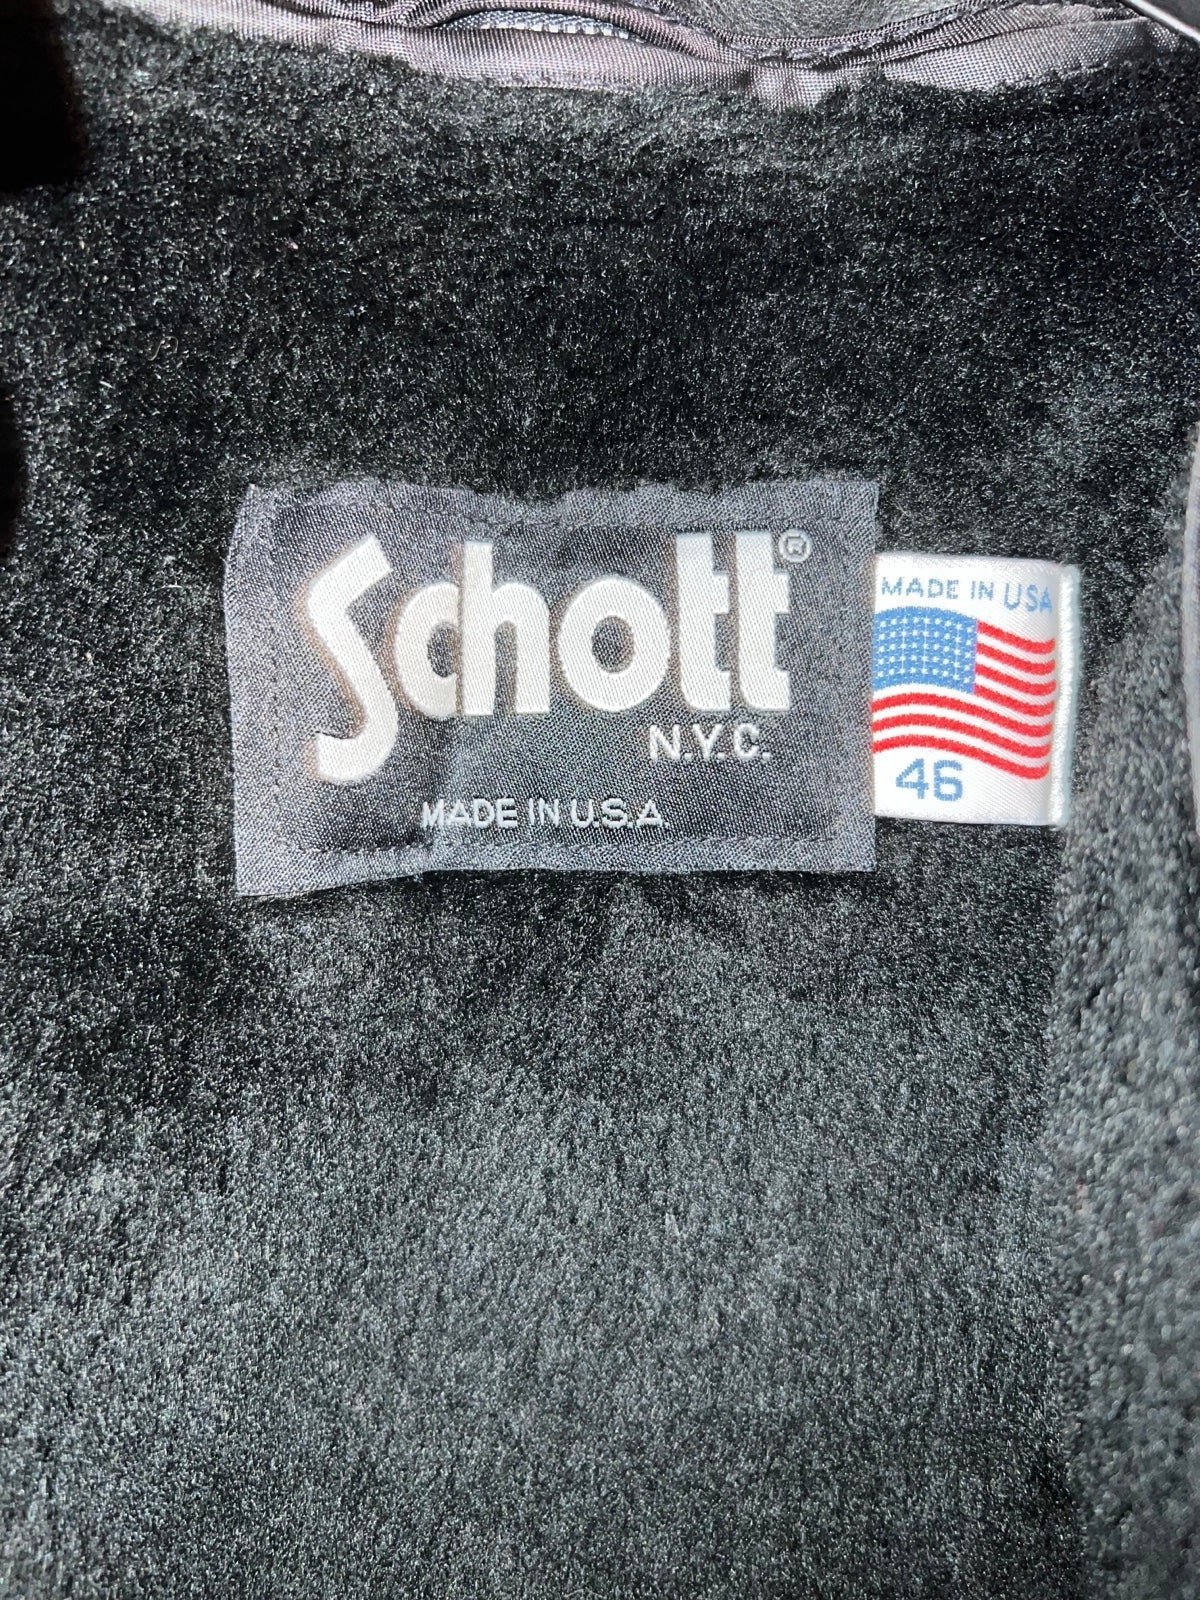 Schott®
N.Y.C.
MADE IN U.S.A.
MADE IN USA
46